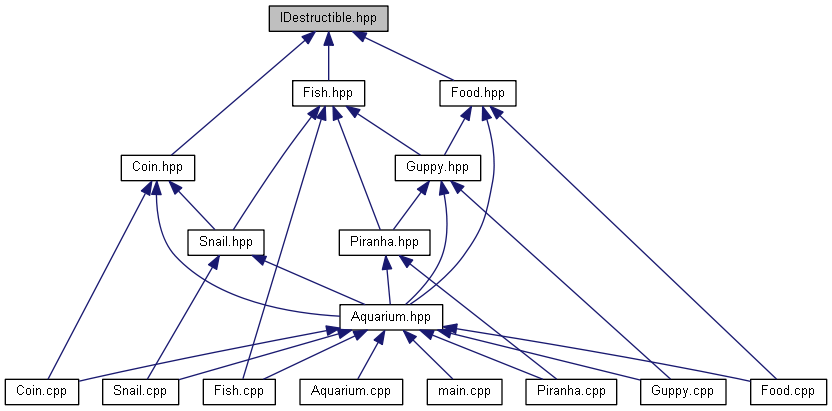 IDestructible.hpp
Fish.hpp
Food.hpp
Coin.hpp
Guppy.hpp
Snail.hpp
Piranha.hpp
Aquarium.hpp
Coin.cpp
Snail.cpp
Fish.cpp
Aquarium.cpp
main.cpp
Piranha.cpp
Guppy.cpp
Food.cpp